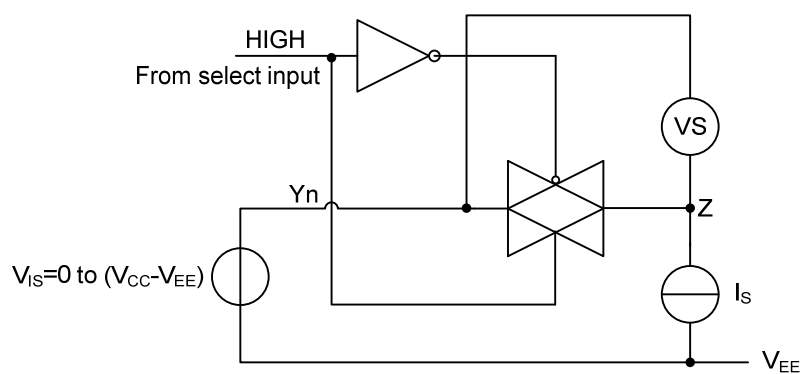 HIGH
From select input
VS
Yn
Z
V_IS=0 to (V_CC-V_EE)
I_S
V_EE